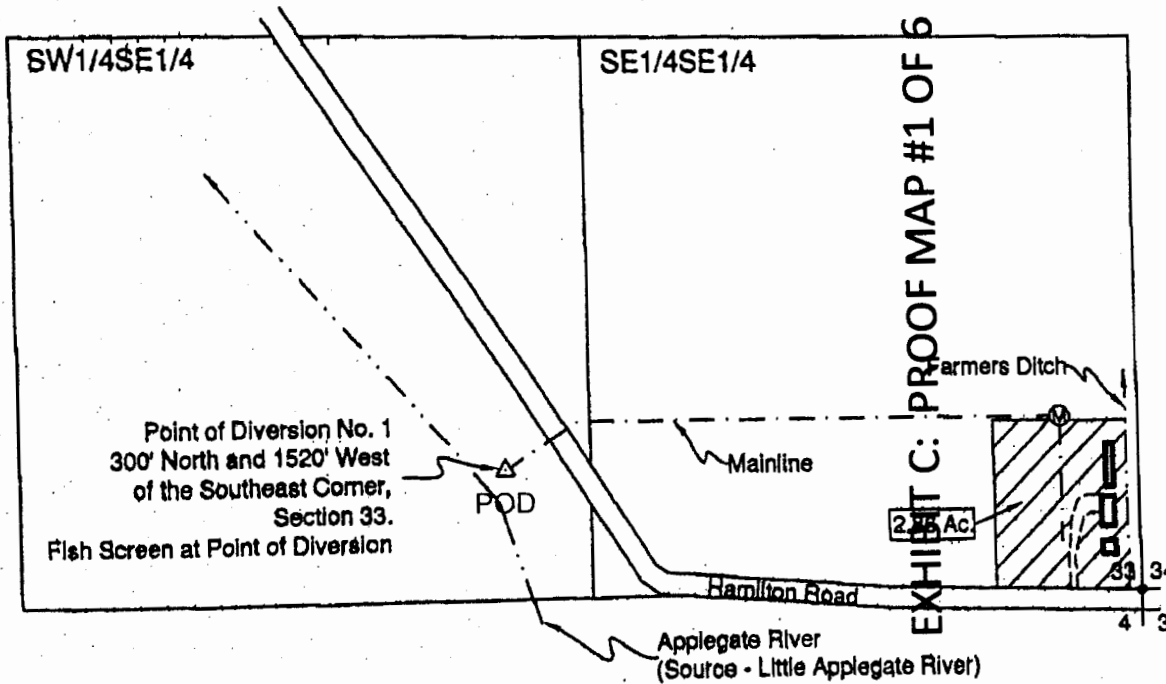 SW1/4SE1/4
SE1/4SE1/4
EXHIBIT C: PROOF MAP #1 OF 6
Farmers Ditch
M
Point of Diversion No. 1
300' North and 1520' West
of the Southeast Corner,
Section 33.
Fish Screen at Point of Diversion
POD
Mainline
Ac.
33 34
Hamilton Road
4 3
Applegate River
(Source - Little Applegate River)